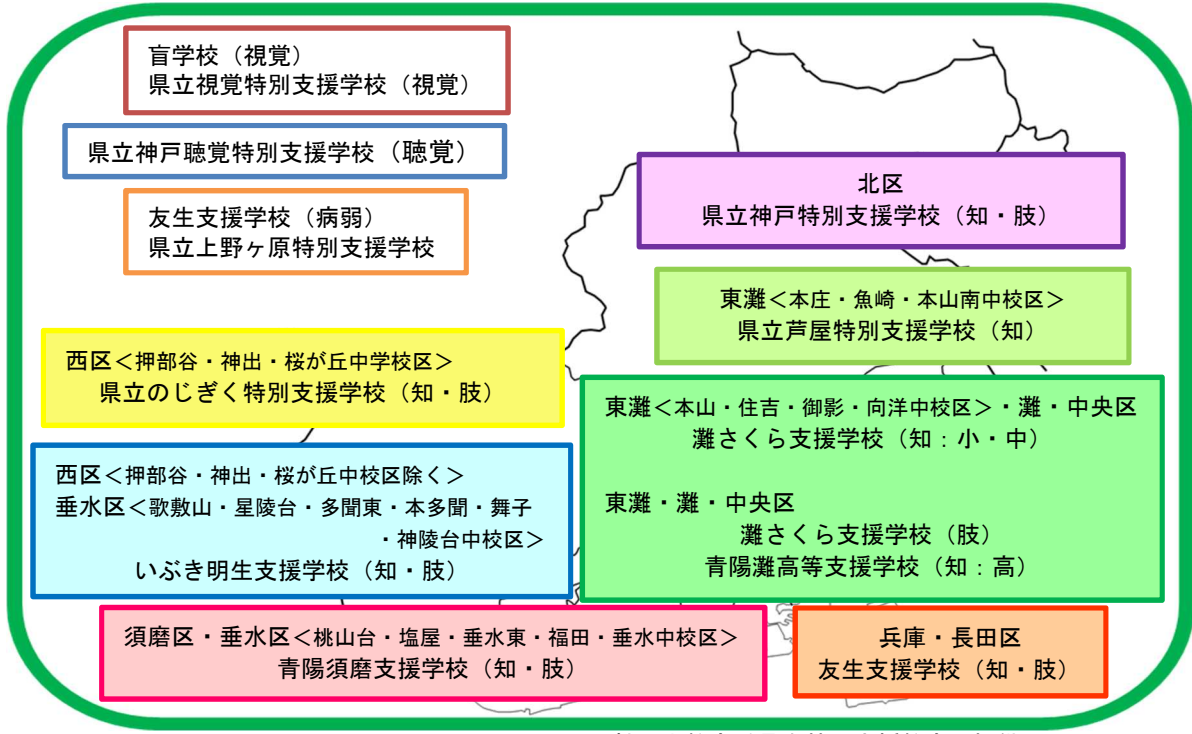 盲学校（視覚）
県立視覚特別支援学校（視覚）
県立神戸聴覚特別支援学校（聴覚）
友生支援学校（病弱）
県立上野ヶ原特別支援学校
北区
県立神戸特別支援学校（知・肢）
東灘＜本庄・魚崎・本山南中校区＞
県立芦屋特別支援学校（知）
西区＜押部谷・神出・桜が丘中学校区＞
県立のじぎく特別支援学校（知・肢）
東灘＜本山・住吉・御影・向洋中校区＞・灘・中央区
灘さくら支援学校（知：小・中）
東灘・灘・中央区
灘さくら支援学校（肢）
青陽灘高等支援学校（知：高）
西区＜押部谷・神出・桜が丘中校区除く＞
垂水区＜歌敷山・星陵台・多聞東・本多聞・舞子
・神陵台中校区＞
いぶき明生支援学校（知・肢）
須磨区・垂水区＜桃山台・塩屋・垂水東・福田・垂水中校区＞
青陽須磨支援学校（知・肢）
兵庫・長田区
友生支援学校（知・肢）